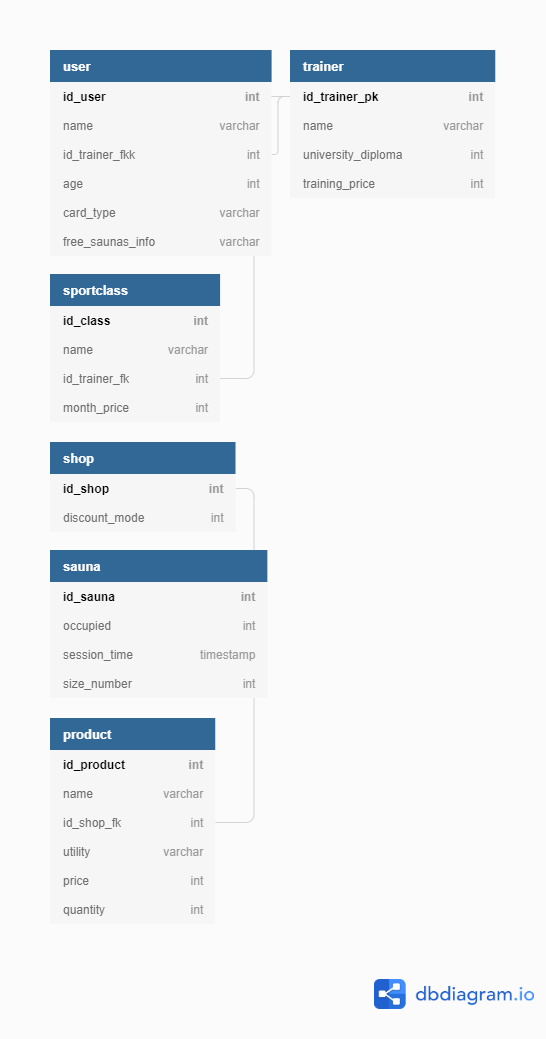 user
id_user int
name varchar
id_trainer_fkk int
age int
card_type varchar
free_saunas_info varchar
trainer
id_trainer_pk int
name varchar
university_diploma int
training_price int
sportclass
id_class int
name varchar
id_trainer_fk int
month_price int
shop
id_shop int
discount_mode int
sauna
id_sauna int
occupied int
session_time timestamp
size_number int
product
id_product int
name varchar
id_shop_fk int
utility varchar
price int
quantity int
dbdiagram.io